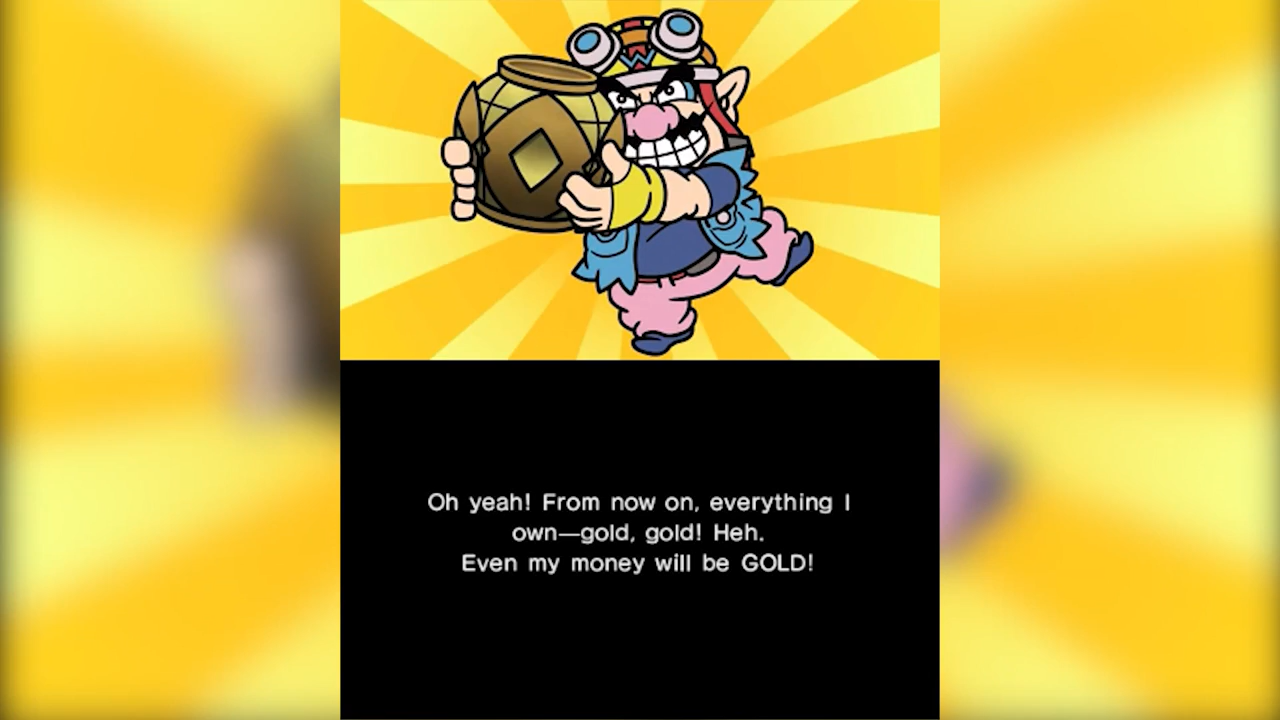 Oh yeah! From now on, everything I
own—gold, gold! Heh.
Even my money will be GOLD!